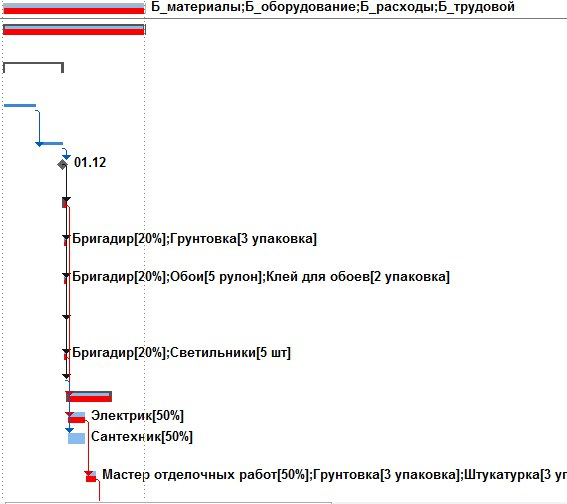 Б_материалы;Б_оборудование;Б_расходы;Б_трудовой
01.12
Бригадир[20%];Грунтовка[3 упаковка]
Бригадир[20%];Обои[5 рулон];Клей для обоев[2 упаковка]
Бригадир[20%];Светильники[5 шт]
Электрик[50%]
Сантехник[50%]
Мастер отделочных работ[50%];Грунтовка[3 упаковка];Штукатурка[3 уп